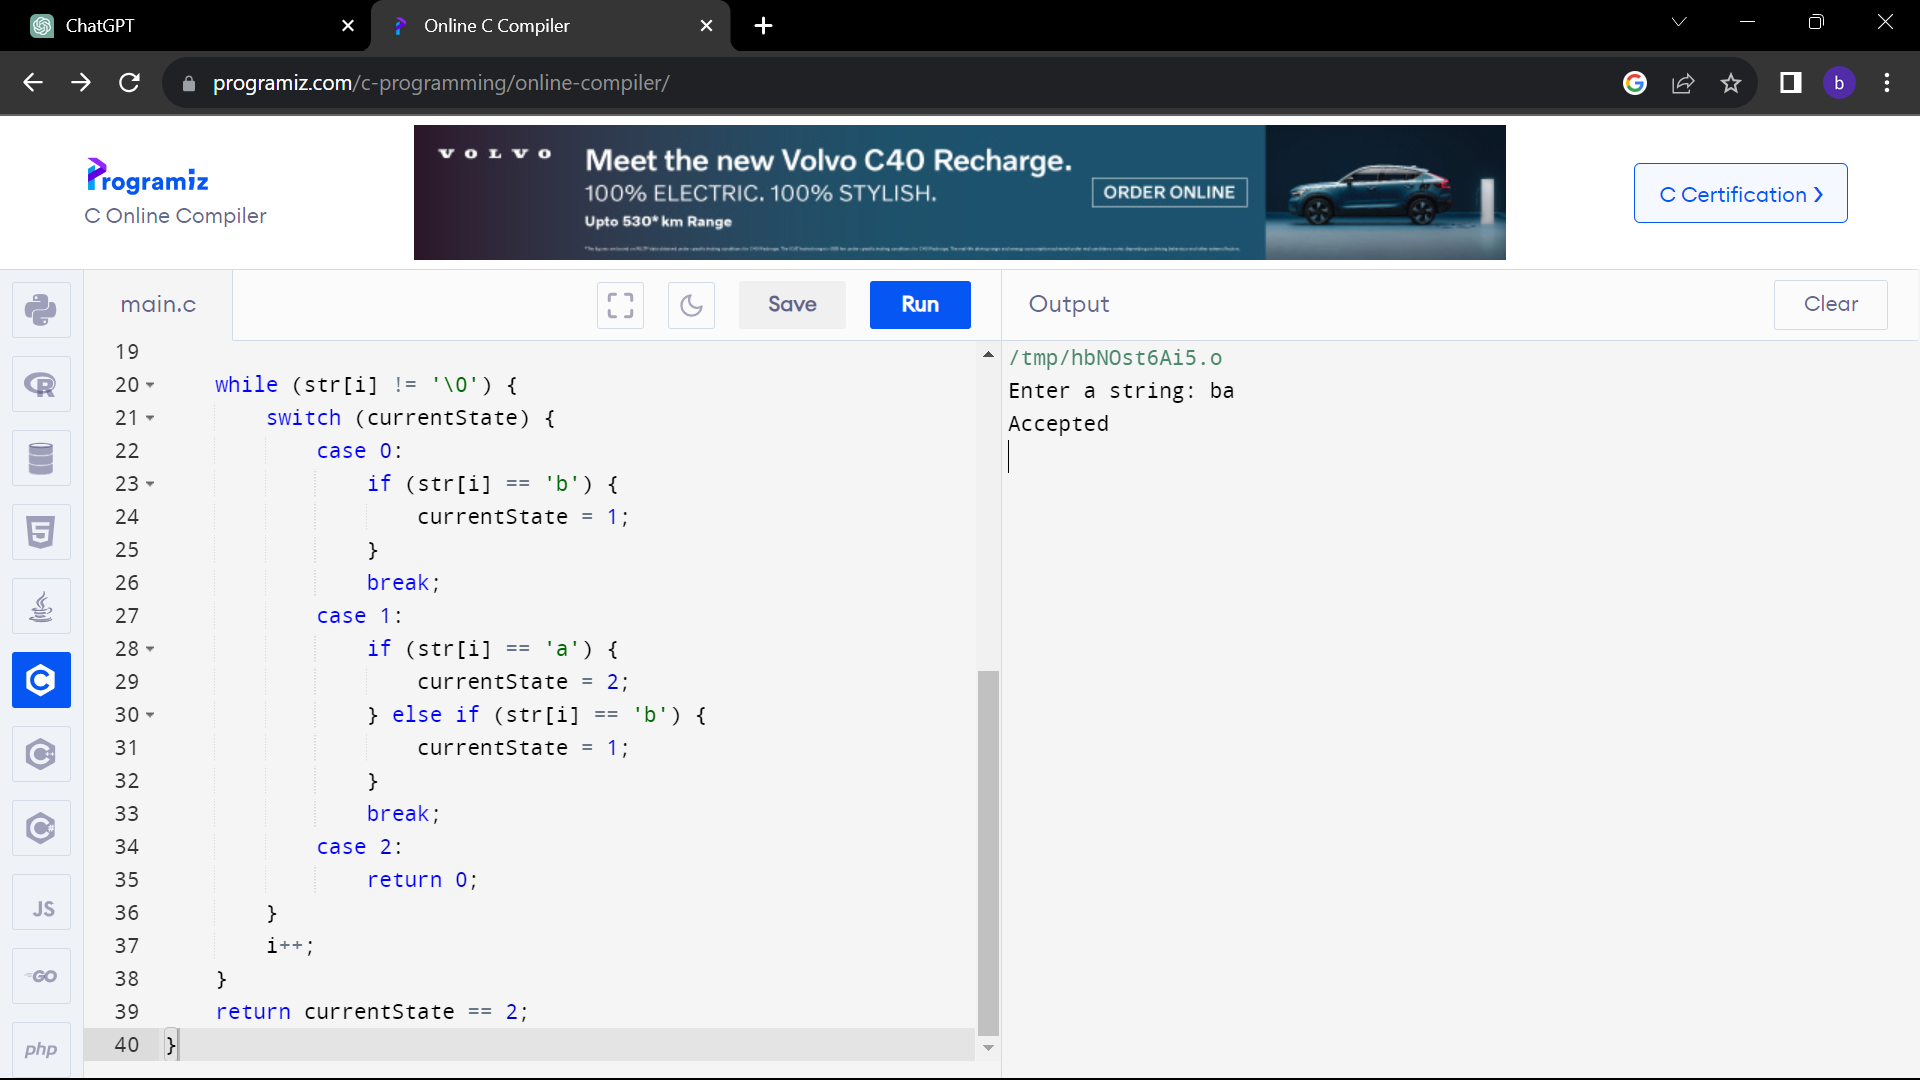 ChatGPT
Online C Compiler
programiz.com/c-programming/online-compiler/
b
Programiz
C Online Compiler
VOLVO
Meet the new Volvo C40 Recharge.
100% ELECTRIC. 100% STYLISH.
Upto 530* km Range
ORDER ONLINE
C Certification >
main.c
Save
Run
Output
Clear
19
20 while (str[i] != '\0') {
21 switch (currentState) {
22 case 0:
23 if (str[i] == 'b') {
24 currentState = 1;
25 }
26 break;
27 case 1:
28 if (str[i] == 'a') {
29 currentState = 2;
30 } else if (str[i] == 'b') {
31 currentState = 1;
32 }
33 break;
34 case 2:
35 return 0;
36 }
37 i++;
38 }
39 return currentState == 2;
40 }
/tmp/hbNOst6Ai5.o
Enter a string: ba
Accepted
R
5
C
C
C
JS
GO
php